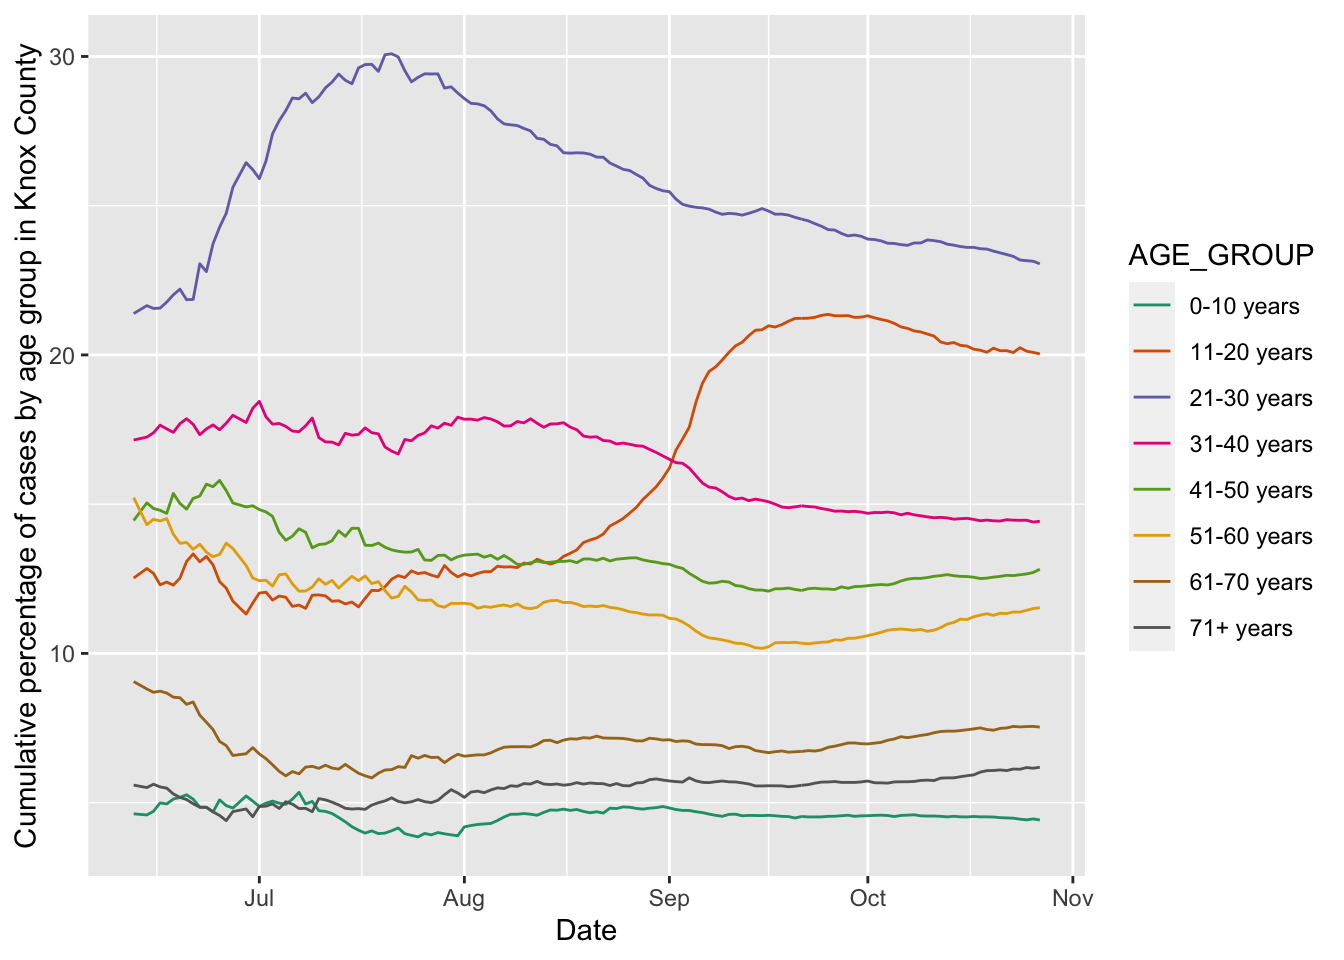 Cumulative percentage of cases by age group in Knox County
30
20
10
Jul
Aug
Sep
Oct
Nov
Date
AGE_GROUP
0-10 years
11-20 years
21-30 years
31-40 years
41-50 years
51-60 years
61-70 years
71+ years